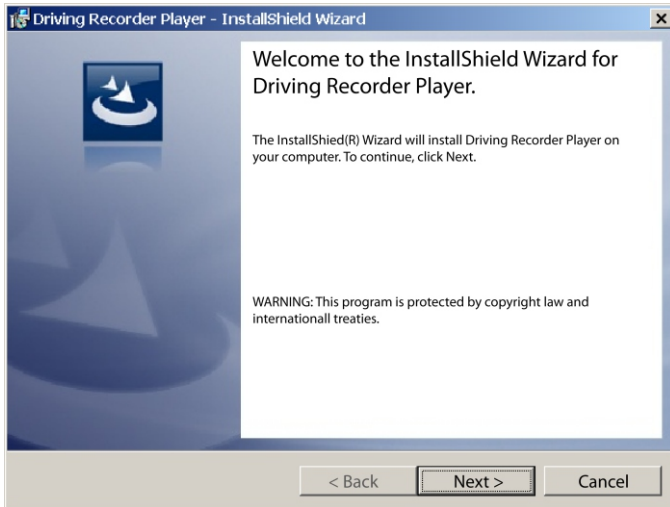 Driving Recorder Player - InstallShield Wizard
Welcome to the InstallShield Wizard for
Driving Recorder Player.
The InstallShied(R) Wizard will install Driving Recorder Player on
your computer. To continue, click Next.
WARNING: This program is protected by copyright law and
internationall treaties.
< Back Next > Cancel